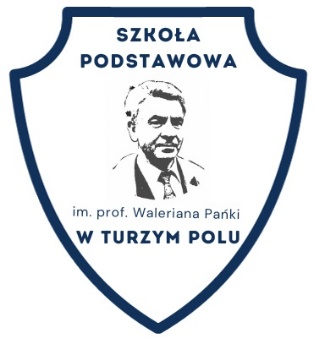 SZKOŁA
PODSTAWOWA
im. prof. Waleriana Pańki
W TURZYM POLU